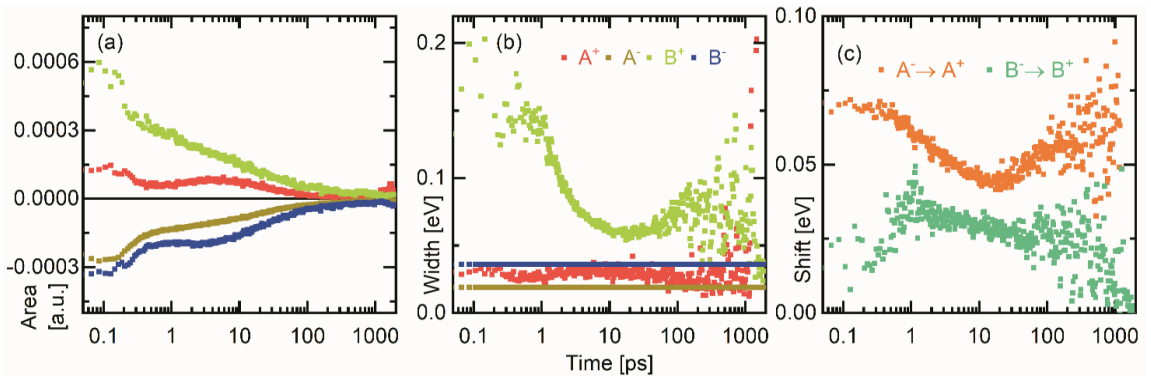 (a)
0.0006
0.0003
0.0000
-0.0003
Area
[a.u.]
0.1 1 10 100 1000
(b)
A⁺ A⁻ B⁺ B⁻
0.2
0.1
0.0
Width [eV]
0.1 1 10 100 1000
Time [ps]
(c)
A⁻→ A⁺ B⁻→ B⁺
0.10
0.05
0.00
Shift [eV]
0.1 1 10 100 1000